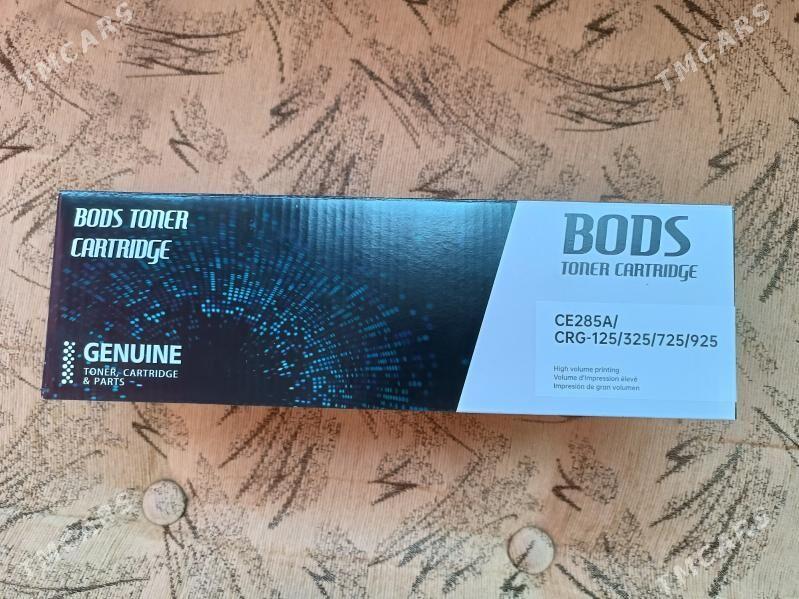 TMCARS
TMCARS
BODS TONER
CARTRIDGE
GENUINE
TONER, CARTRIDGE
& PARTS
BODS
TONER CARTRIDGE
CE285A/
CRG-125/325/725/925
High volume printing
Volume d'impression élevé
Impresión de gran volumen
TMCARS
TMCARS